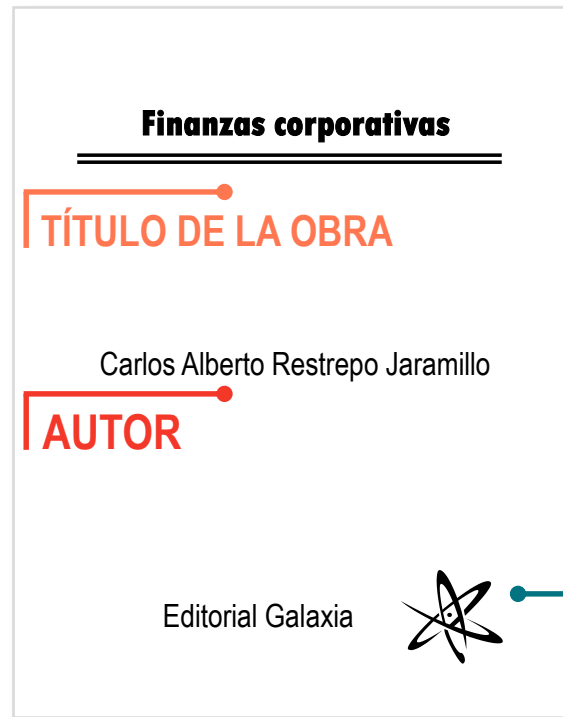 Finanzas corporativas
TÍTULO DE LA OBRA
Carlos Alberto Restrepo Jaramillo
AUTOR
Editorial Galaxia